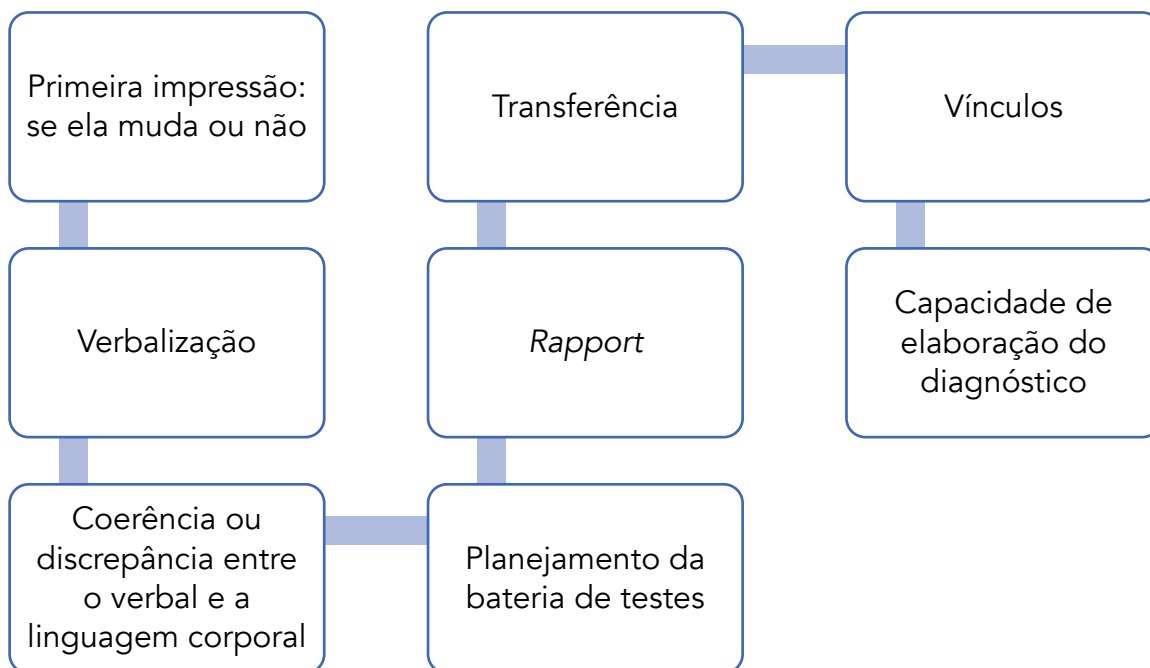 Primeira impressão:
se ela muda ou não
Verbalização
Coerência ou
discrepância entre
o verbal e a
linguagem corporal
Planejamento da
bateria de testes
Rapport
Transferência
Vínculos
Capacidade de
elaboração do
diagnóstico